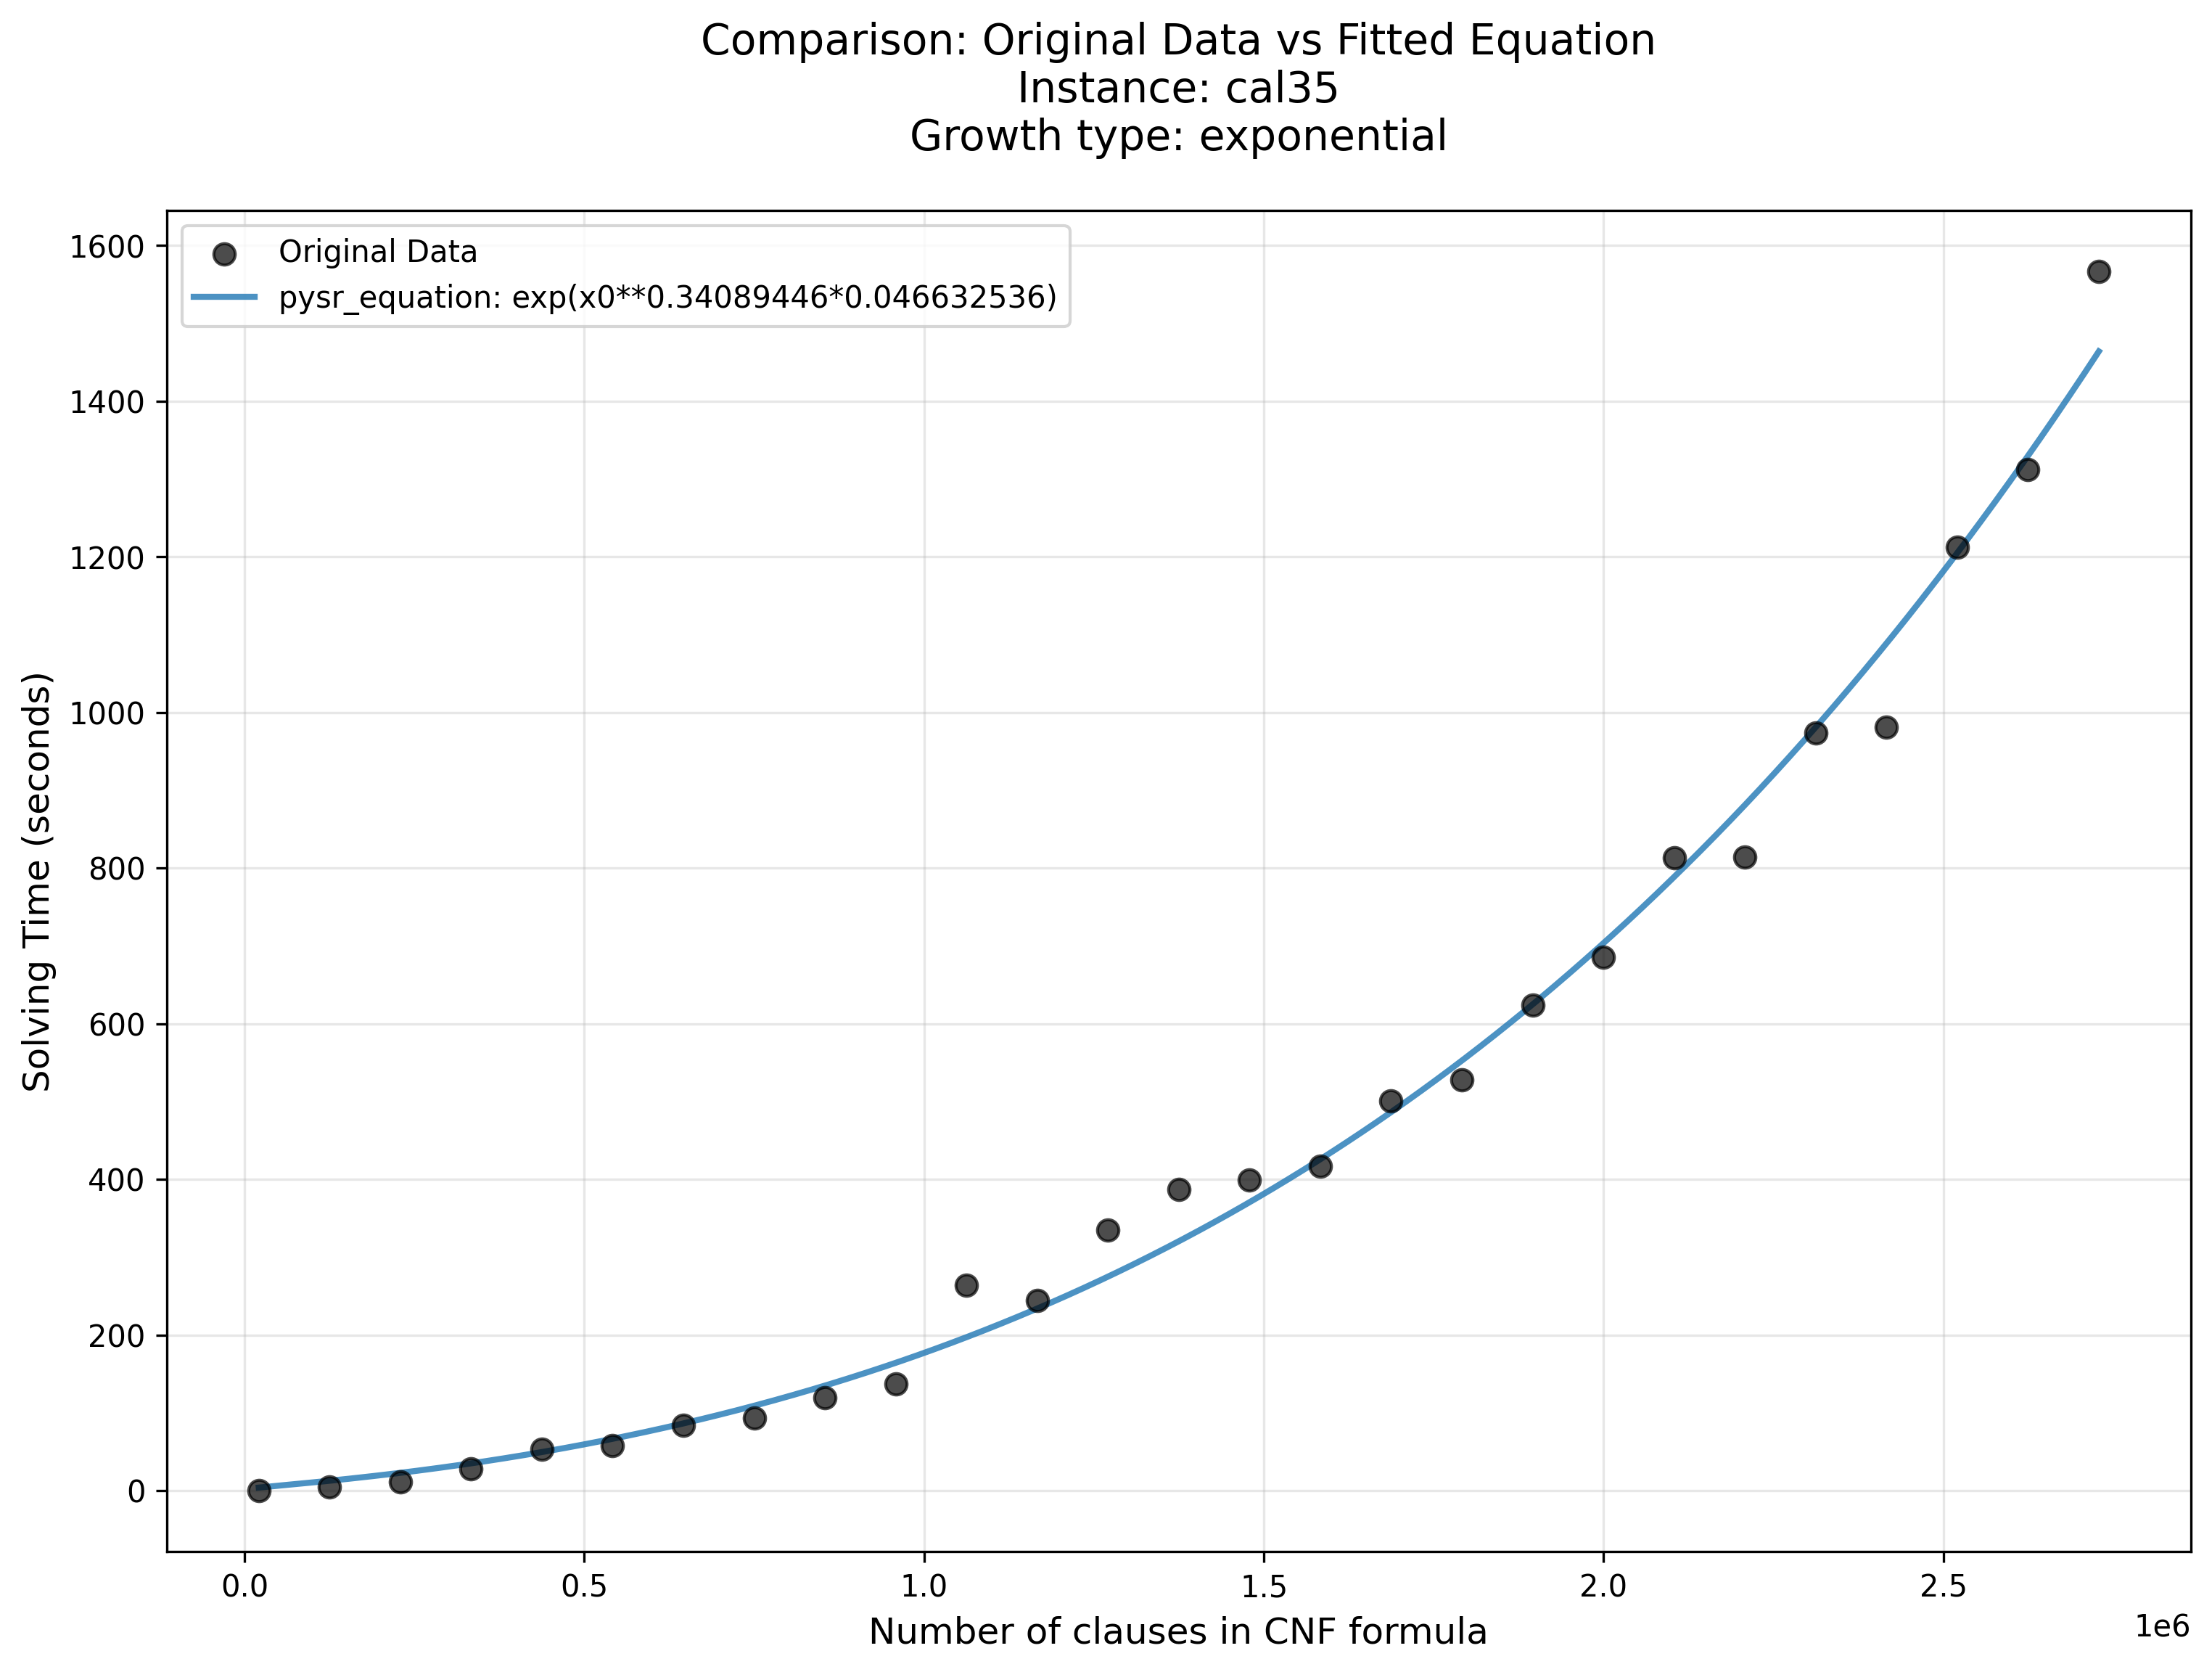 Comparison: Original Data vs Fitted Equation
Instance: cal35
Growth type: exponential
Original Data
pysr_equation: exp(x0**0.34089446*0.046632536)
Solving Time (seconds)
1600
1400
1200
1000
800
600
400
200
0
0.0 0.5 1.0 1.5 2.0 2.5
1e6
Number of clauses in CNF formula